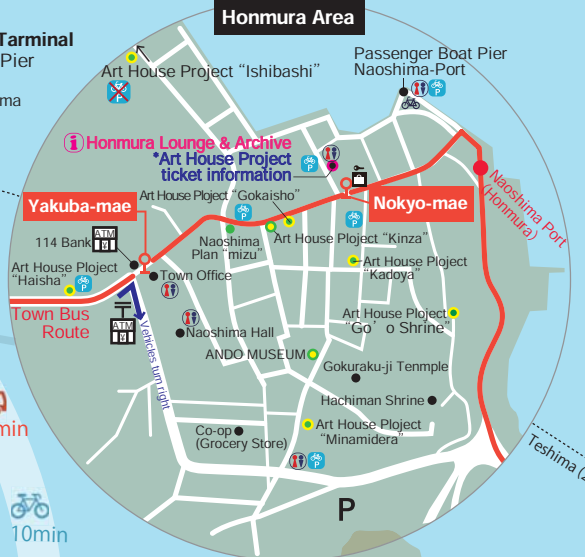 Honmura Area
Tarminal
Pier
ma
Art House Project “Ishibashi”
P
Passenger Boat Pier
Naoshima-Port
P
i Honmura Lounge & Archive
*Art House Project
ticket information
P
Art House Ploject “Gokaisho”
Yakuba-mae
Nokyo-mae
Naoshima Port
(Honmura)
P
P
114 Bank
ATM
¥
Naoshima
Plan “mizu”
Art House Ploject “Kinza”
Art House Ploject
“Haisha”
P
Town Office
Art House Ploject
“Kadoya”
Town Bus
Route
ATM
¥
Vehicles turn right
Naoshima Hall
Art House Ploject
“Go’ o Shrine”
ANDO MUSEUM
Gokuraku-ji Tenmple
Hachiman Shrine
min
Co-op
(Grocery Store)
Art House Ploject
“Minamidera”
P
Teshima (2
P
10min